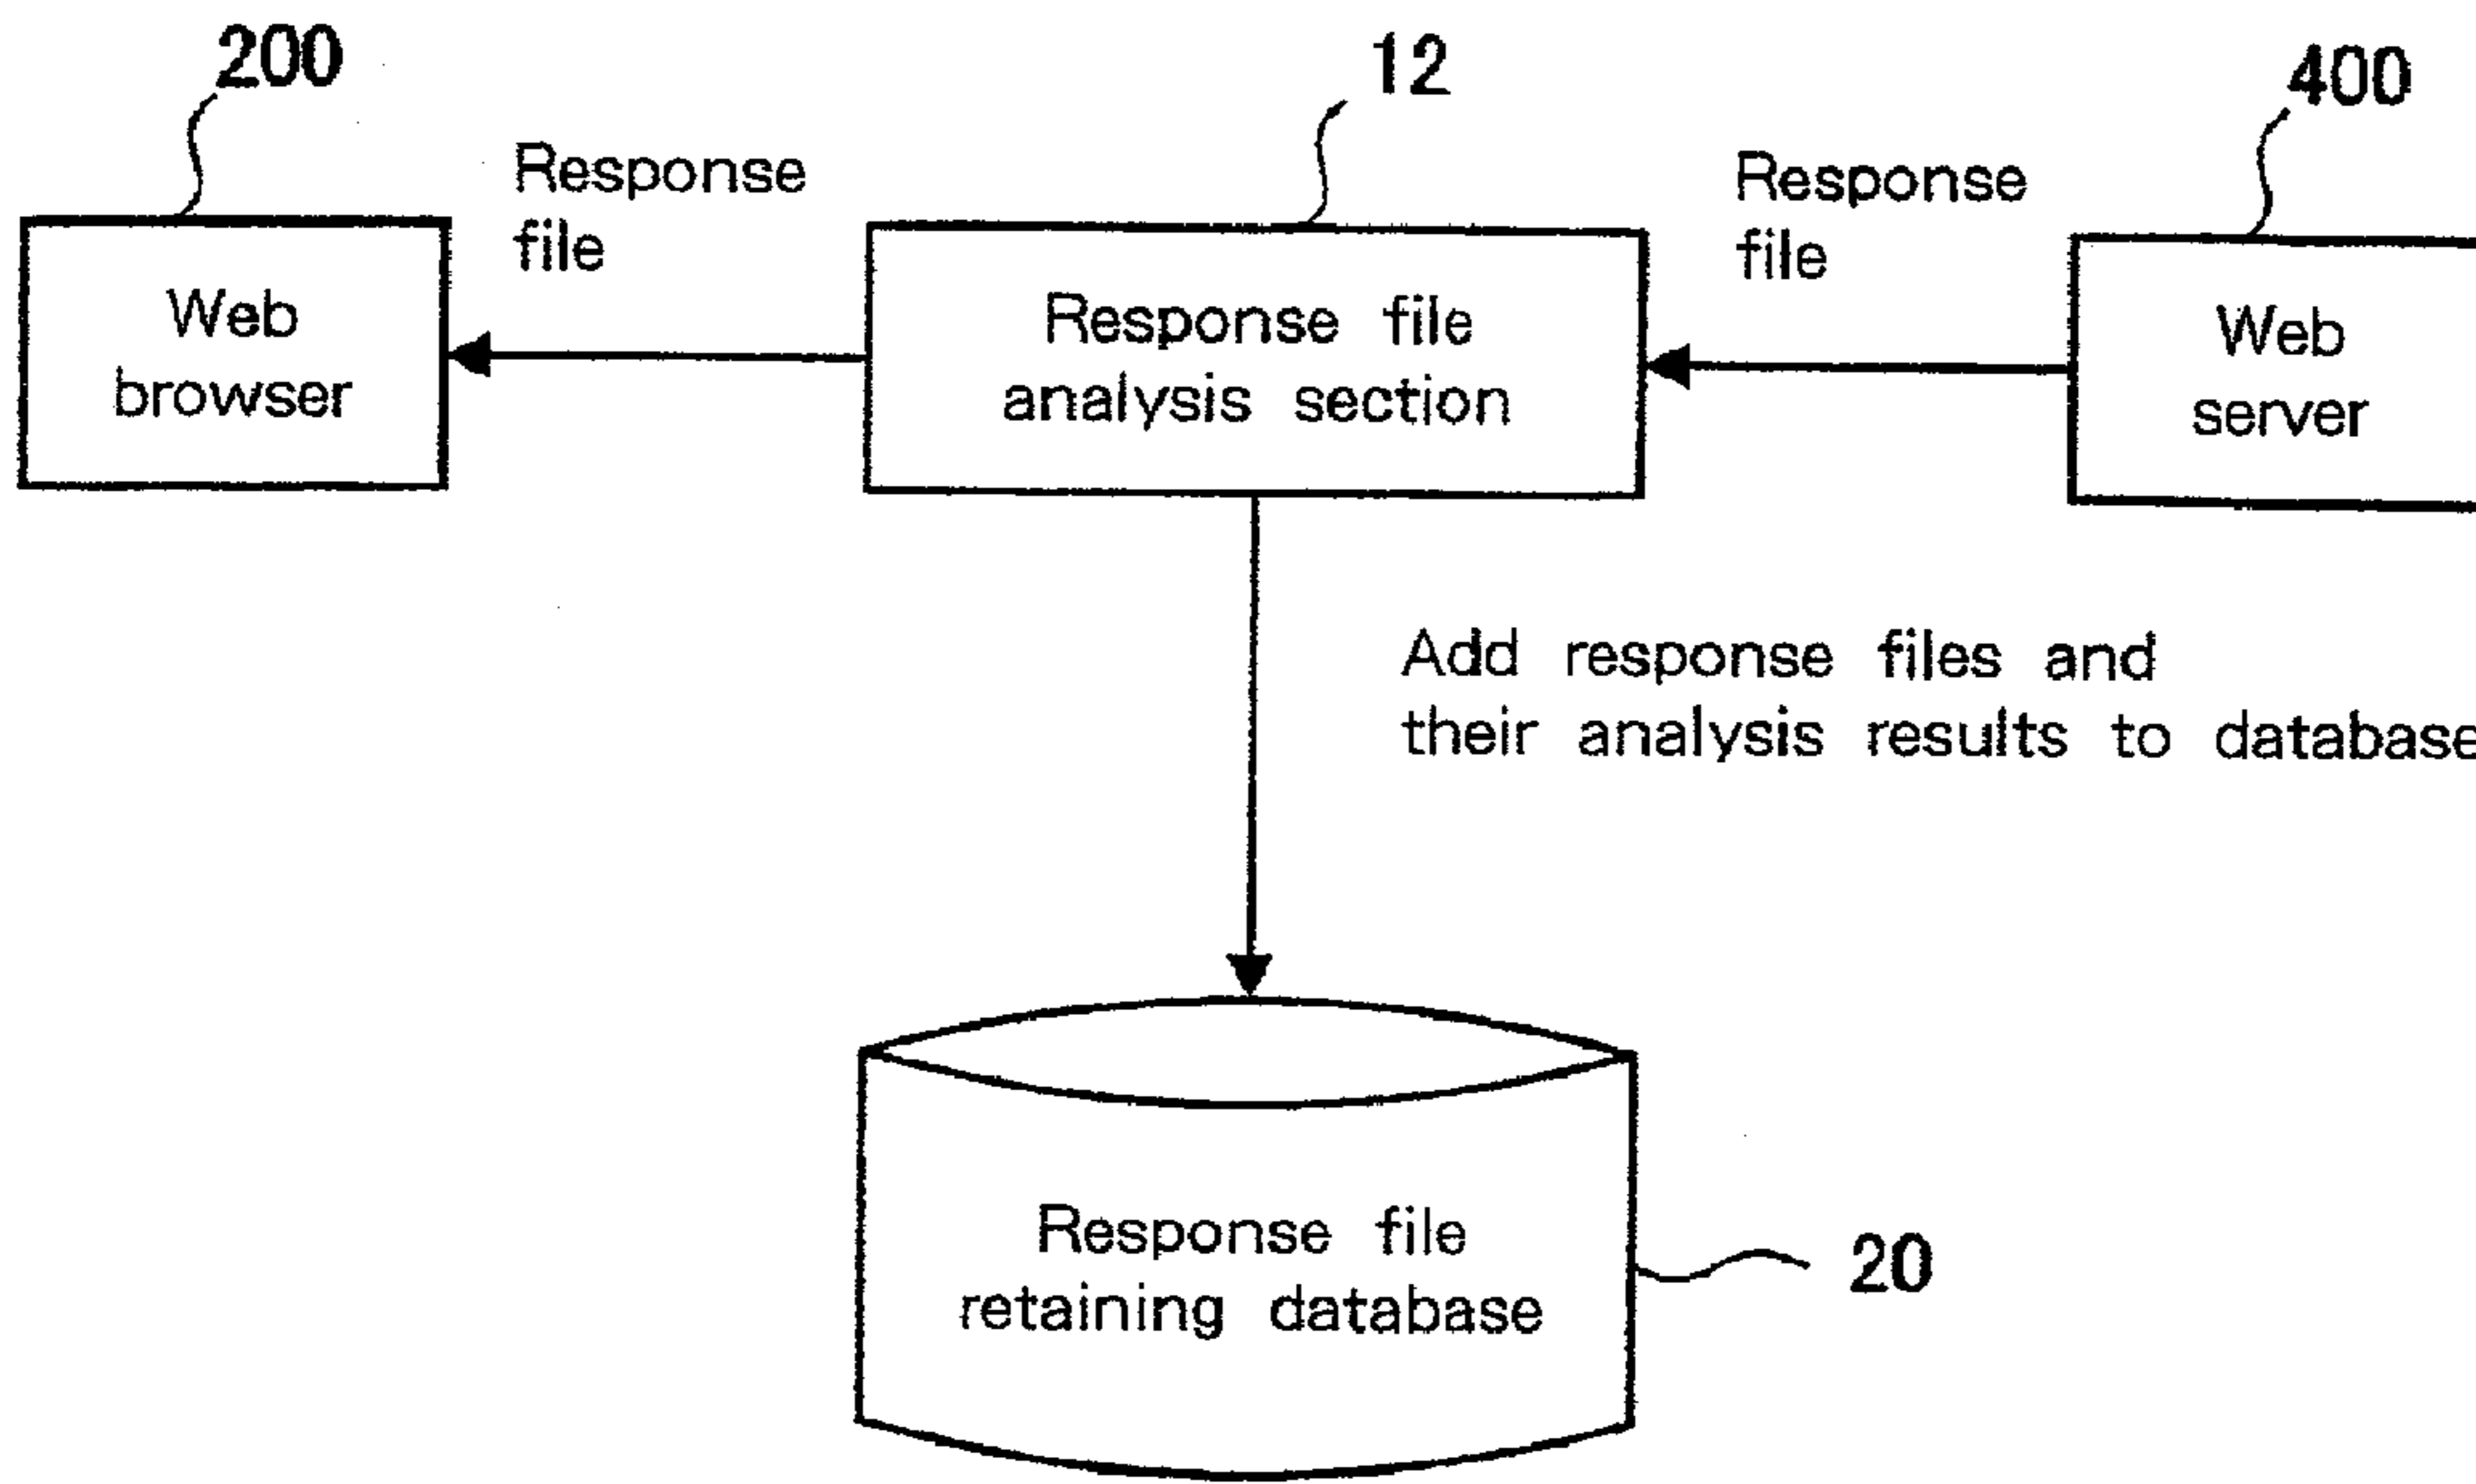 200
12
400
Response
file
Response
file
Web
browser
Response file
analysis section
Web
server
Add response files and
their analysis results to database
Response file
retaining database
20